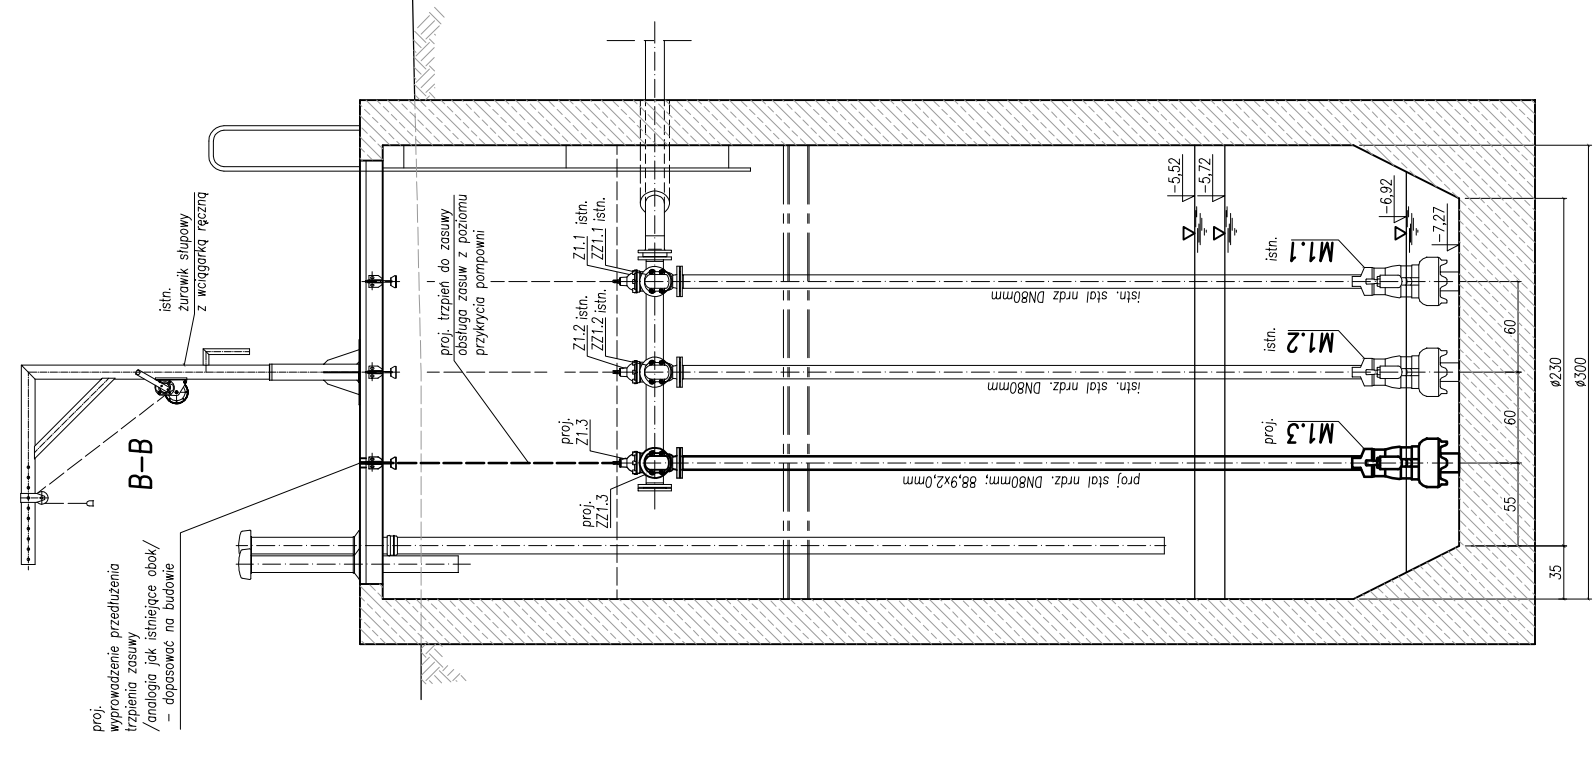 B-B
istn.
żurawik słupowy
z wciągarką ręczną
proj.
wyprowadzenie przedłużenia
trzpienia zasuwy
/analogia jak istniejące obok/
- dopasować na budowie
proj. trzpień do zasuwy
obsługa zasuw z poziomu
przykrycia pompowni
Z1.1 istn.
ZZ1.1 istn.
Z1.2 istn.
ZZ1.2 istn.
proj.
Z1.3
proj.
ZZ1.3
istn. stal nrdz DN80mm
istn. stal nrdz. DN80mm
proj stal nrdz. DN80mm; 88,9x2,0mm
istn.
M1.1
istn.
M1.2
proj.
M1.3
-5,52
-5,72
-6,92
-7,27
60
60
55
35
ø230
ø300